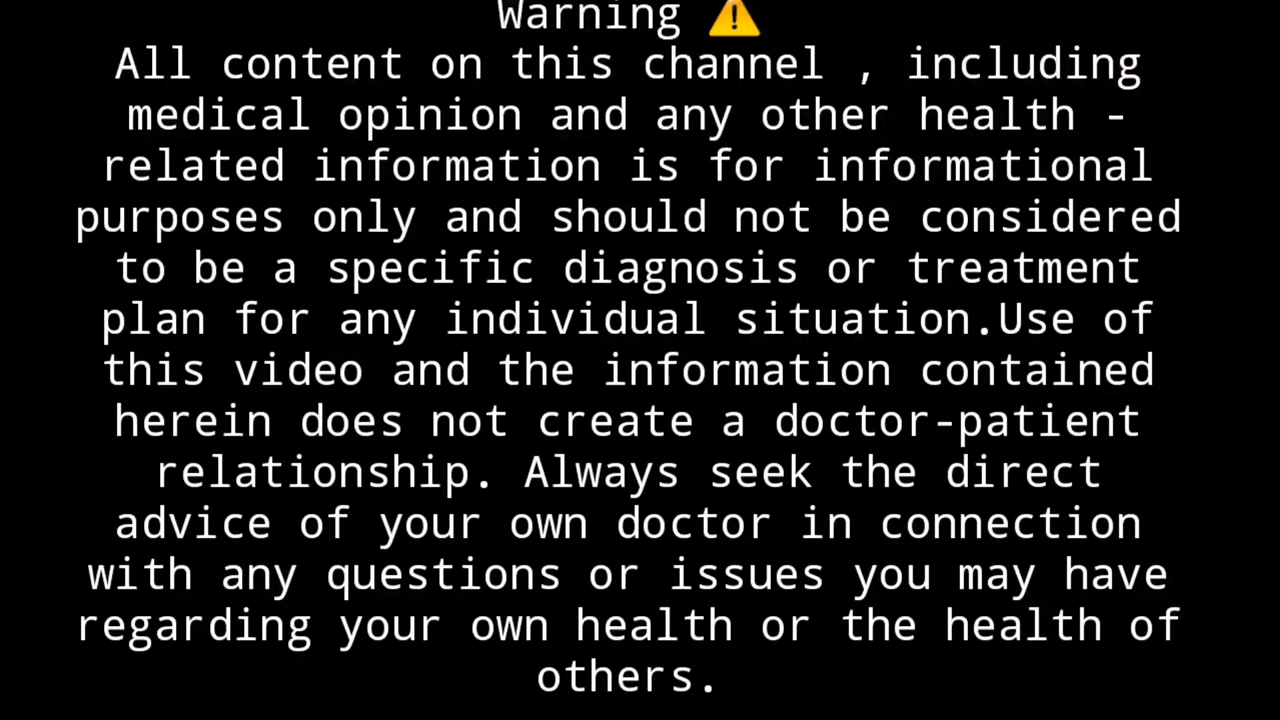 Warning ⚠️
All content on this channel , including
medical opinion and any other health -
related information is for informational
purposes only and should not be considered
to be a specific diagnosis or treatment
plan for any individual situation.Use of
this video and the information contained
herein does not create a doctor-patient
relationship. Always seek the direct
advice of your own doctor in connection
with any questions or issues you may have
regarding your own health or the health of
others.